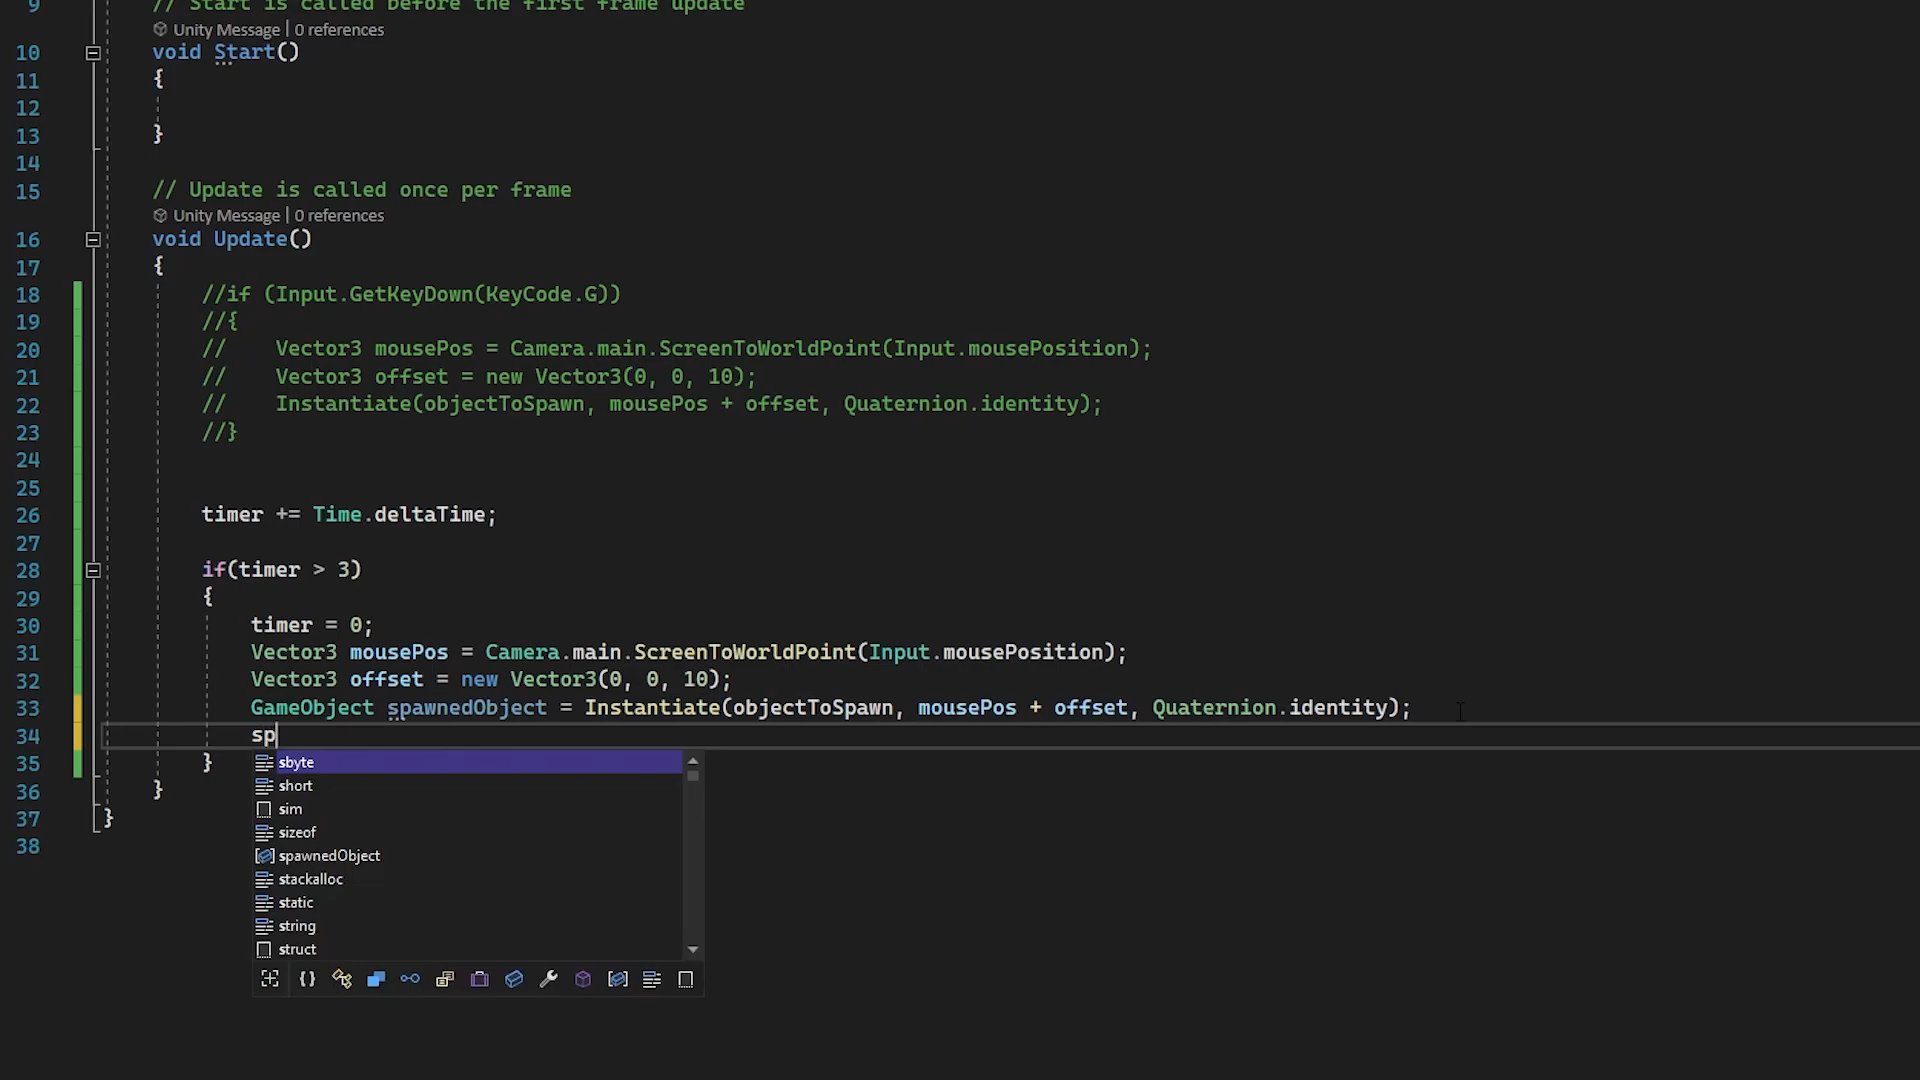 9 // Start is called before the first frame update
Unity Message | 0 references
10 void Start()
11 {
12
13 }
14
15 // Update is called once per frame
Unity Message | 0 references
16 void Update()
17 {
18 //if (Input.GetKeyDown(KeyCode.G))
19 //{
20 // Vector3 mousePos = Camera.main.ScreenToWorldPoint(Input.mousePosition);
21 // Vector3 offset = new Vector3(0, 0, 10);
22 // Instantiate(objectToSpawn, mousePos + offset, Quaternion.identity);
23 //}
24
25
26 timer += Time.deltaTime;
27
28 if(timer > 3)
29 {
30 timer = 0;
31 Vector3 mousePos = Camera.main.ScreenToWorldPoint(Input.mousePosition);
32 Vector3 offset = new Vector3(0, 0, 10);
33 GameObject spawnedObject = Instantiate(objectToSpawn, mousePos + offset, Quaternion.identity);
34 sp
35 }
36 }
37 }
38
sbyte
short
sim
sizeof
spawnedObject
stackalloc
static
string
struct